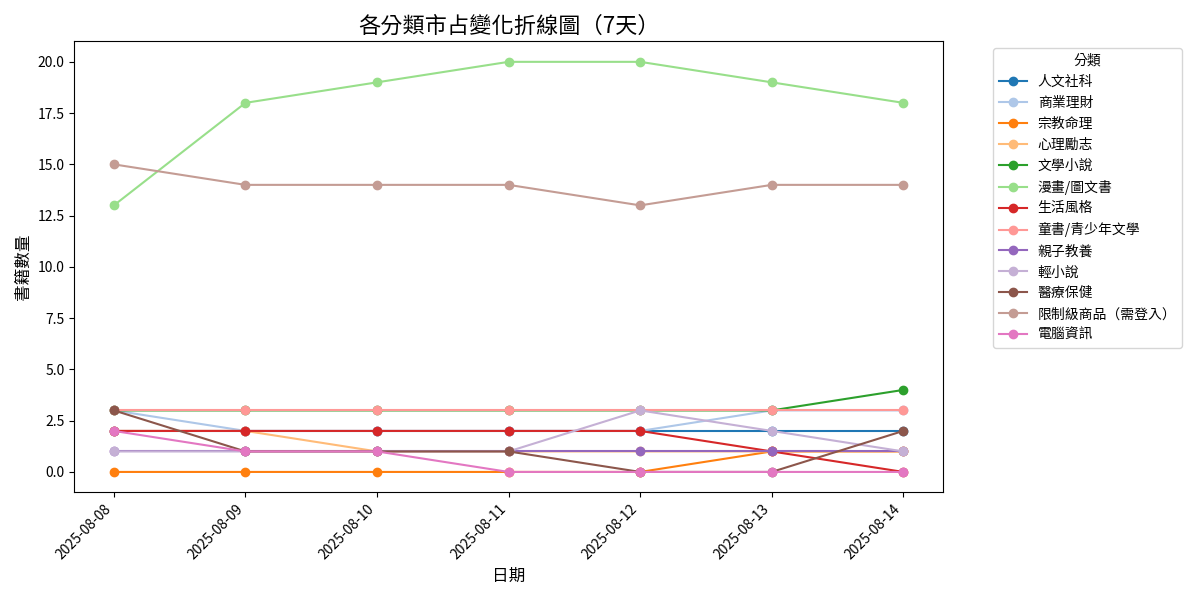 各分類市占變化折線圖（7天）
書籍數量
20.0
17.5
15.0
12.5
10.0
7.5
5.0
2.5
0.0
2025-08-08
2025-08-09
2025-08-10
2025-08-11
2025-08-12
2025-08-13
2025-08-14
日期
分類
人文社科
商業理財
宗教命理
心理勵志
文學小說
漫畫/圖文書
生活風格
童書/青少年文學
親子教養
輕小說
醫療保健
限制級商品（需登入）
電腦資訊